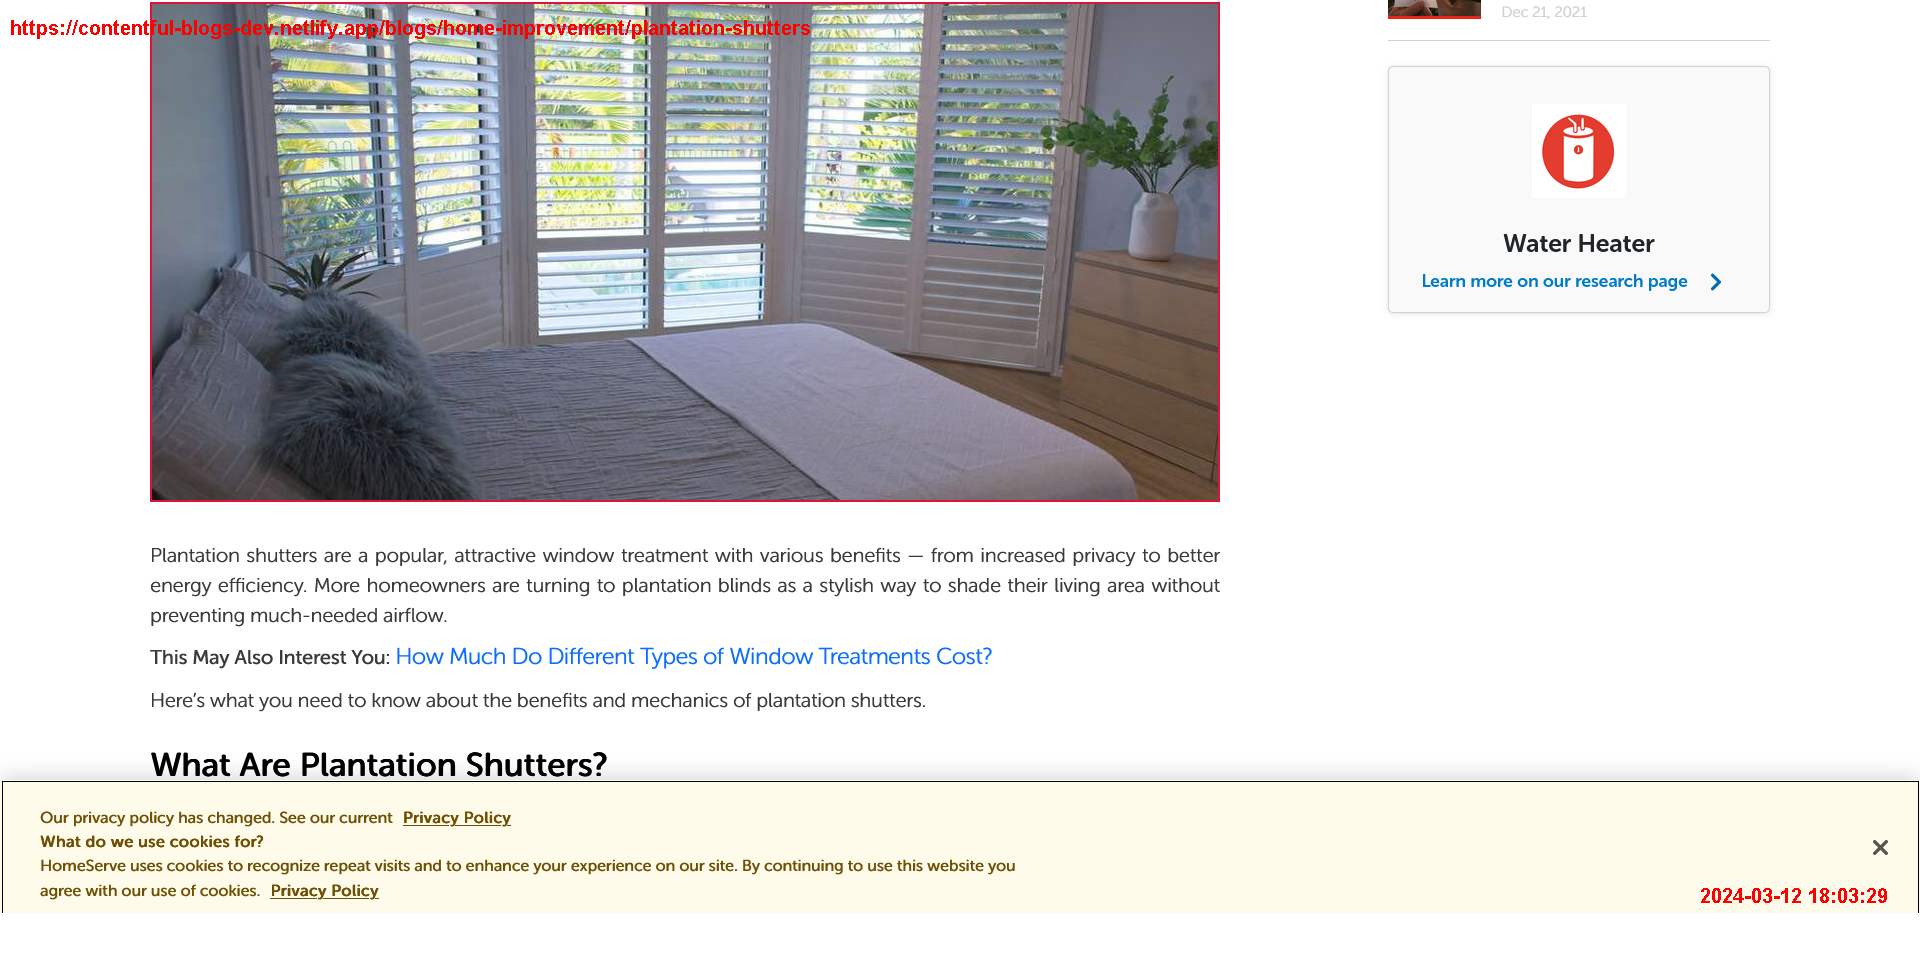 https://contentful-blogs-dev.netlify.app/blogs/home-improvement/plantation-shutters
Dec 21, 2021
Water Heater
Learn more on our research page
Plantation shutters are a popular, attractive window treatment with various benefits — from increased privacy to better
energy efficiency. More homeowners are turning to plantation blinds as a stylish way to shade their living area without
preventing much-needed airflow.
This May Also Interest You: How Much Do Different Types of Window Treatments Cost?
Here’s what you need to know about the benefits and mechanics of plantation shutters.
What Are Plantation Shutters?
Our privacy policy has changed. See our current Privacy Policy
What do we use cookies for?
HomeServe uses cookies to recognize repeat visits and to enhance your experience on our site. By continuing to use this website you
agree with our use of cookies. Privacy Policy
2024-03-12 18:03:29